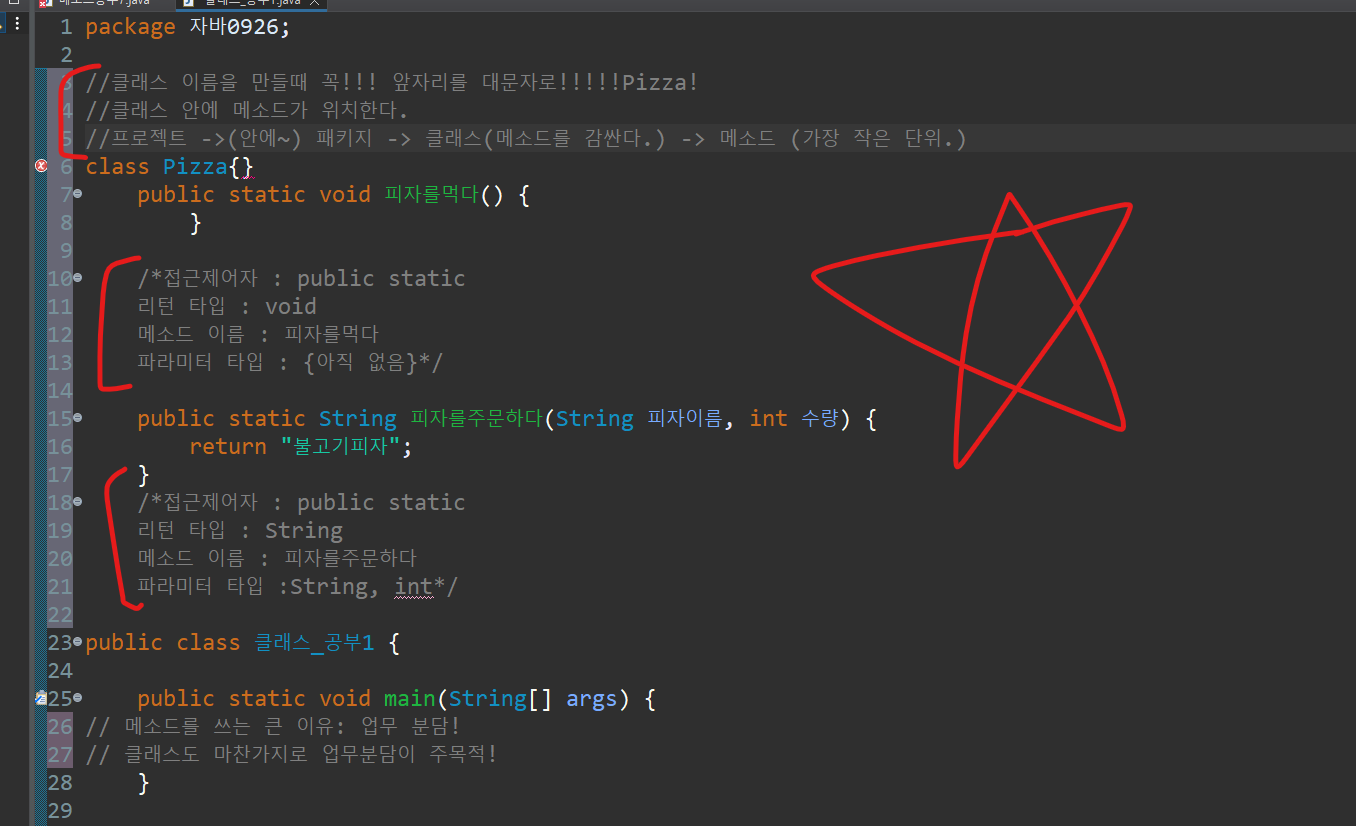 메소드공부7.java
클래스_공부1.java
1 package 자바0926;
2
3 //클래스 이름을 만들때 꼭!!! 앞자리를 대문자로!!!!!Pizza!
4 //클래스 안에 메소드가 위치한다.
5 //프로젝트 ->(안에~) 패키지 -> 클래스(메소드를 감싼다.) -> 메소드 (가장 작은 단위.)
6 class Pizza{}
7 public static void 피자를먹다() {
8 }
9
10 /*접근제어자 : public static
11 리턴 타입 : void
12 메소드 이름 : 피자를먹다
13 파라미터 타입 : {아직 없음}*/
14
15 public static String 피자를주문하다(String 피자이름, int 수량) {
16 return "불고기피자";
17 }
18 /*접근제어자 : public static
19 리턴 타입 : String
20 메소드 이름 : 피자를주문하다
21 파라미터 타입 :String, int*/
22
23 public class 클래스_공부1 {
24
25 public static void main(String[] args) {
26 // 메소드를 쓰는 큰 이유: 업무 분담!
27 // 클래스도 마찬가지로 업무분담이 주목적!
28 }
29